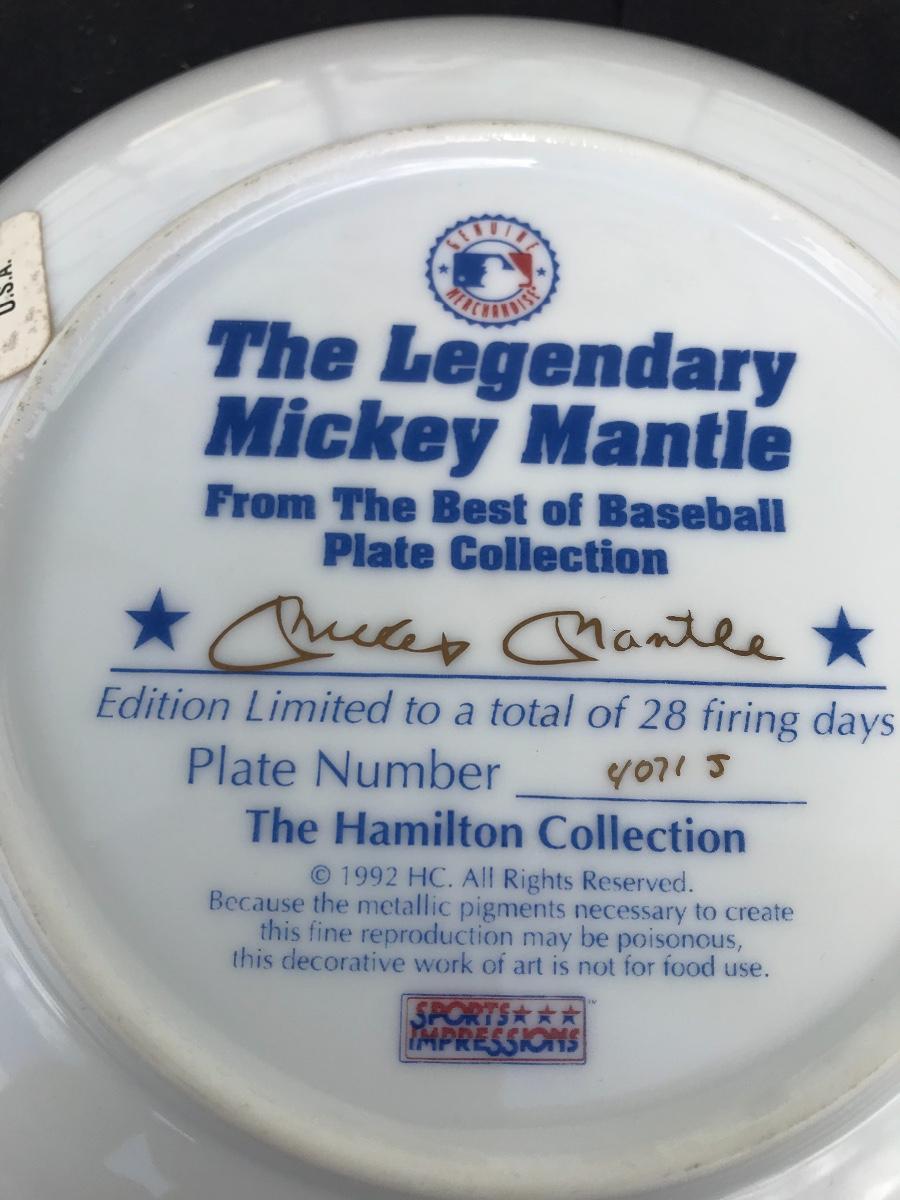 U.S.A.
GENUINE
MERCHANDISE
The Legendary
Mickey Mantle
From The Best of Baseball
Plate Collection
Mickey Mantle
Edition Limited to a total of 28 firing days
Plate Number 4071 J
The Hamilton Collection
© 1992 HC. All Rights Reserved.
Because the metallic pigments necessary to create
this fine reproduction may be poisonous,
this decorative work of art is not for food use.
SPORTS ™
IMPRESSIONS